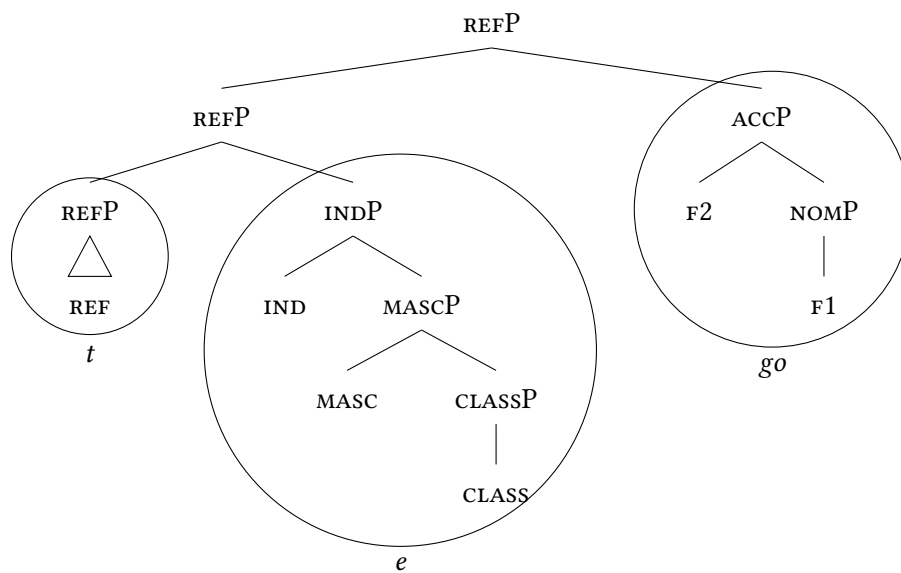 REFP
REFP ACCP
REFP INDP F2 NOMP
REF IND MASCP F1
t go
MASC CLASSP
CLASS
e